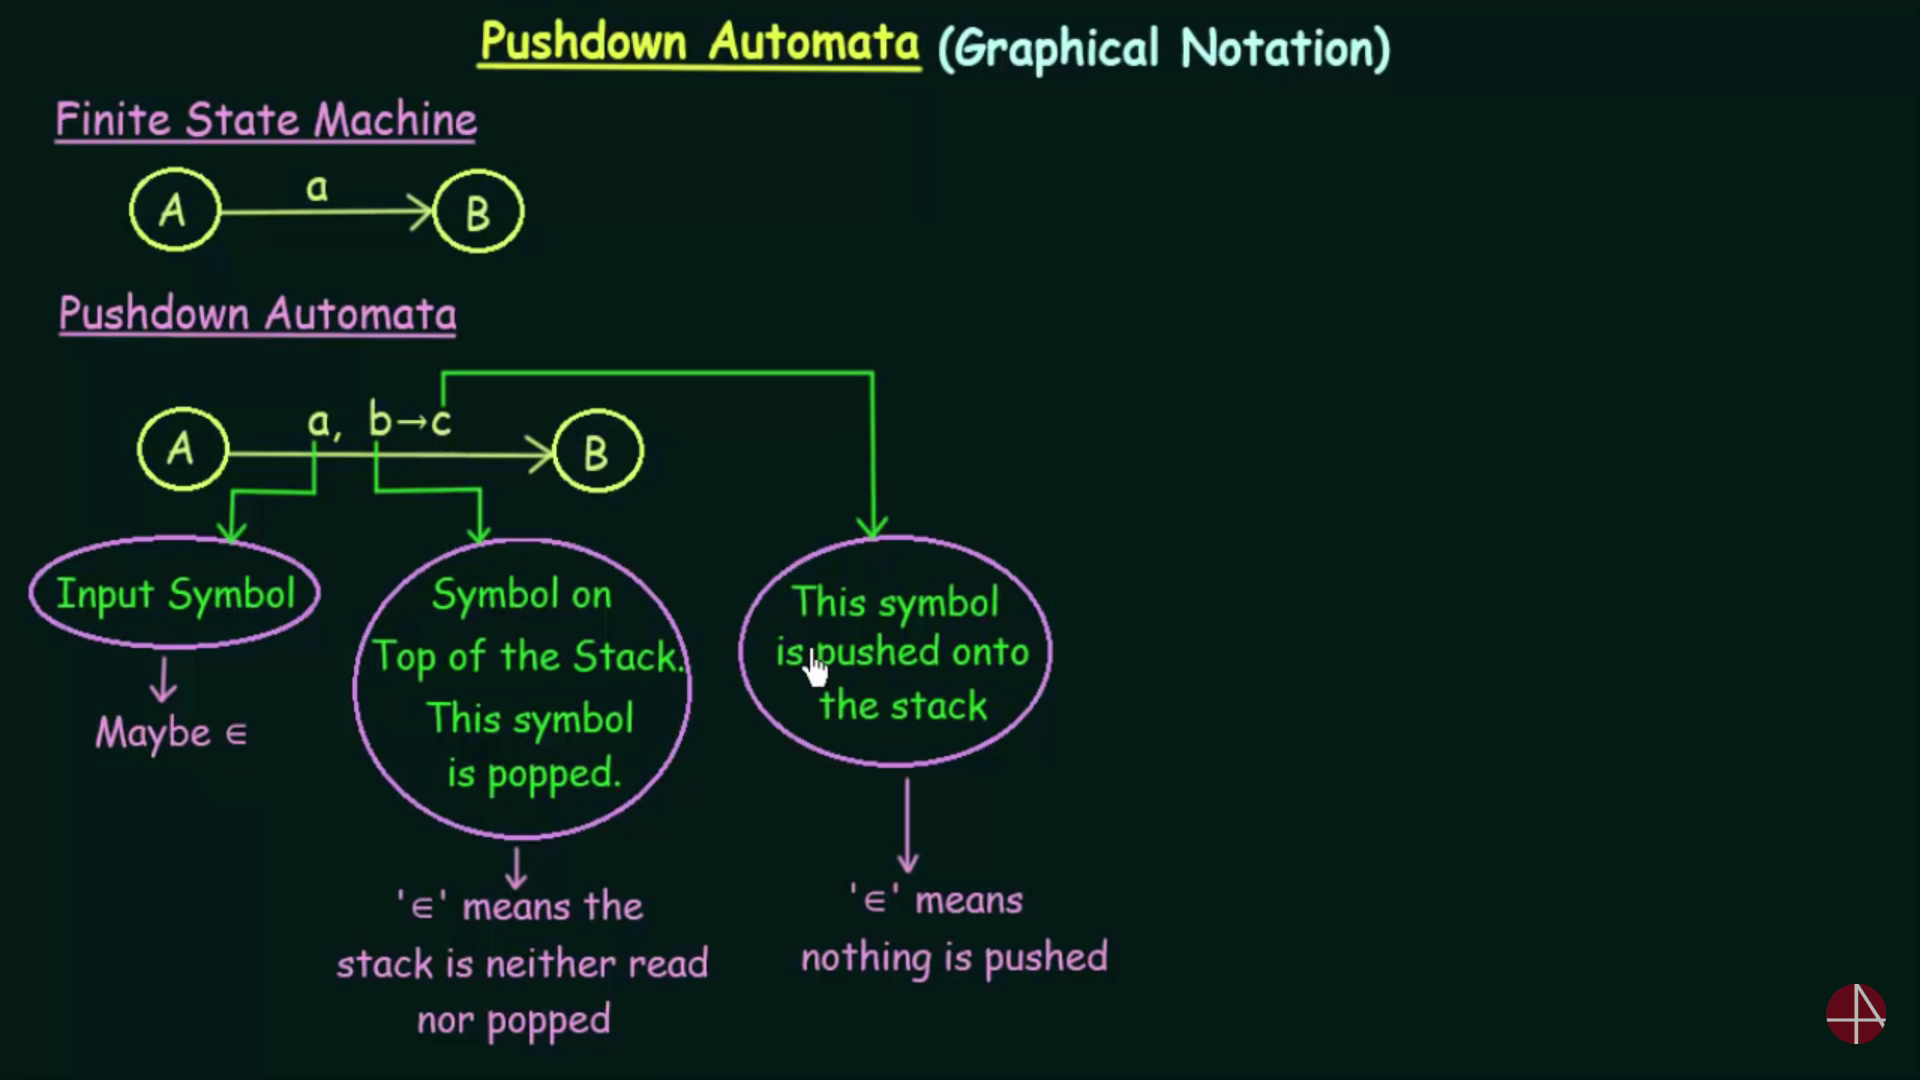 Pushdown Automata (Graphical Notation)
Finite State Machine
A
a
B
Pushdown Automata
A
a, b→c
B
Input Symbol
Maybe ∈
Symbol on
Top of the Stack.
This symbol
is popped.
'∈' means the
stack is neither read
nor popped
This symbol
is pushed onto
the stack
'∈' means
nothing is pushed